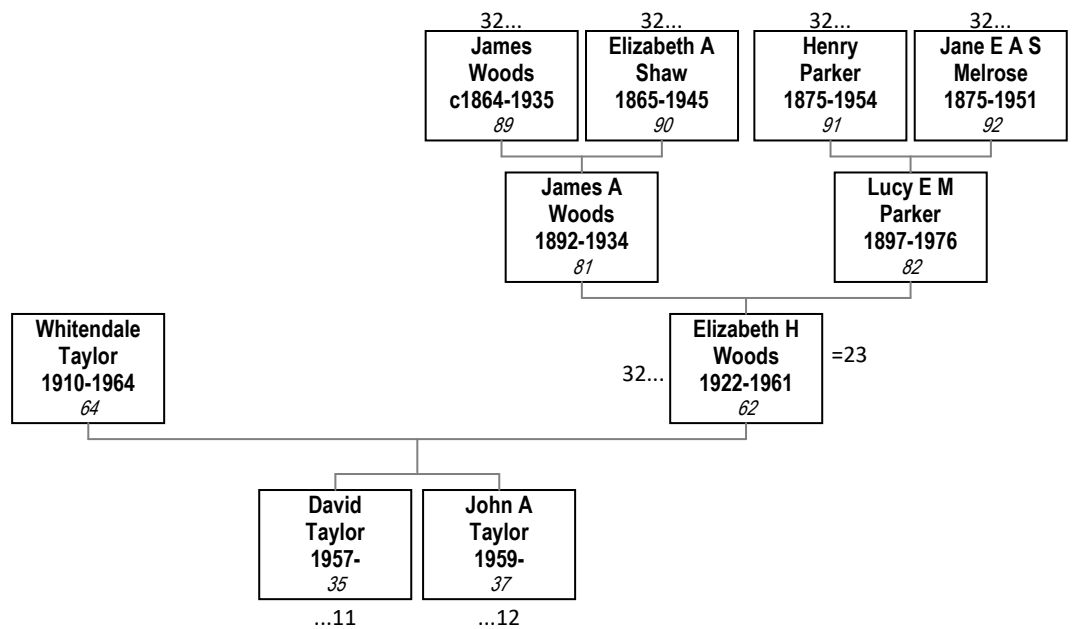 32...
James
Woods
c1864-1935
89
32...
Elizabeth A
Shaw
1865-1945
90
32...
Henry
Parker
1875-1954
91
32...
Jane E A S
Melrose
1875-1951
92
James A
Woods
1892-1934
81
Lucy E M
Parker
1897-1976
82
Whitendale
Taylor
1910-1964
64
32...
Elizabeth H
Woods
1922-1961
62
=23
David
Taylor
1957-
35
...11
John A
Taylor
1959-
37
...12